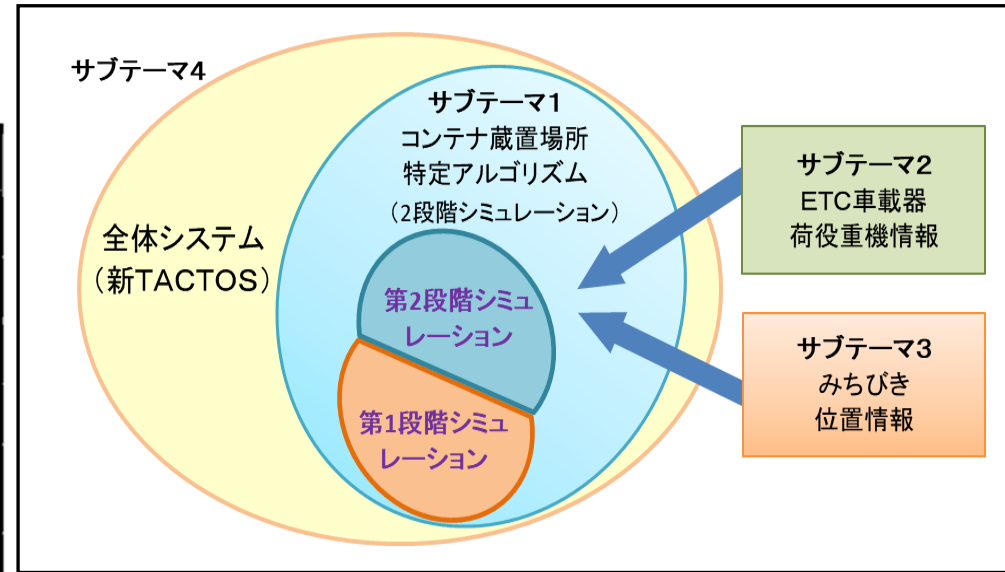 サブテーマ4
全体システム
（新TACTOS）
サブテーマ1
コンテナ蔵置場所
特定アルゴリズム
（2段階シミュレーション）
第2段階シミュ
レーション
第1段階シミュ
レーション
サブテーマ2
ETC車載器
荷役重機情報
サブテーマ3
みちびき
位置情報